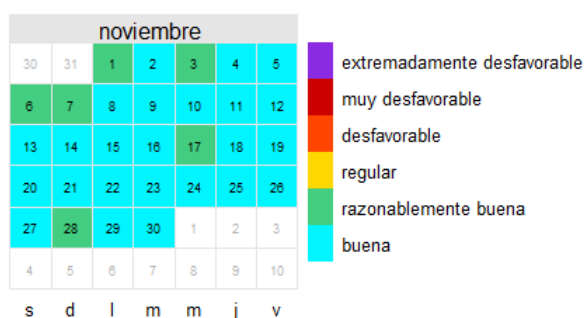 noviembre
30 31 1 2 3 4 5
6 7 8 9 10 11 12
13 14 15 16 17 18 19
20 21 22 23 24 25 26
27 28 29 30 1 2 3
4 5 6 7 8 9 10
s d l m m j v
extremadamente desfavorable
muy desfavorable
desfavorable
regular
razonablemente buena
buena